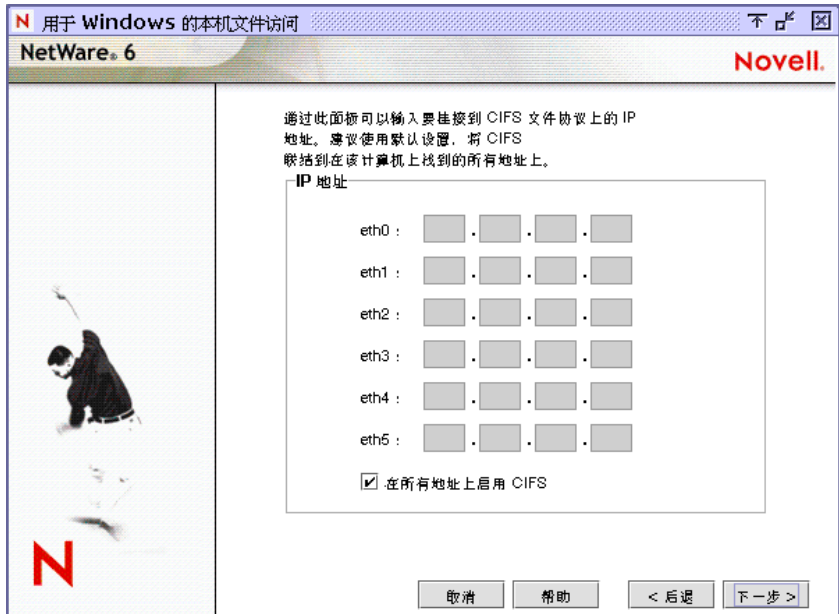 N 用于 Windows 的本机文件访问
NetWare® 6
Novell.
通过此面板可以输入要挂接到 CIFS 文件协议上的 IP
地址。建议使用默认设置，将 CIFS
联结到在该计算机上找到的所有地址上。
IP 地址
eth0 : . . .
eth1 : . . .
eth2 : . . .
eth3 : . . .
eth4 : . . .
eth5 : . . .
在所有地址上启用 CIFS
N
取消 帮助 < 后退 下一步 >